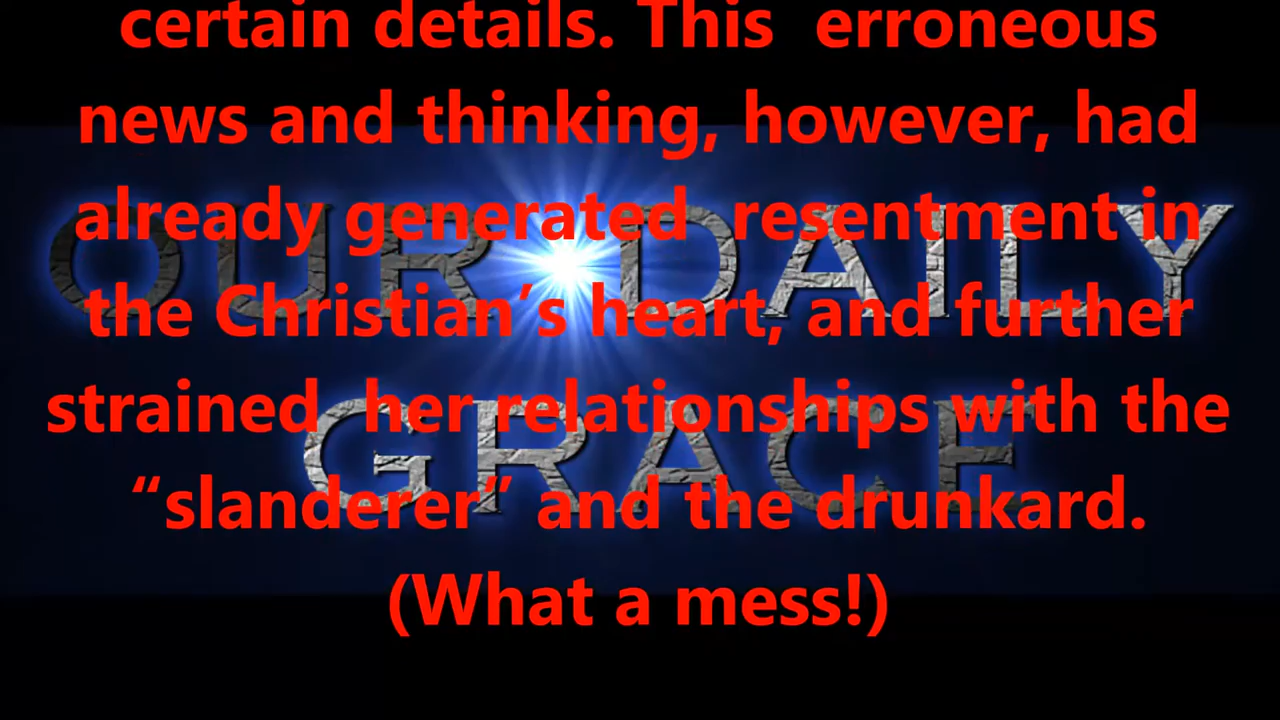 certain details. This  erroneous
news and thinking, however, had
already generated  resentment in
the Christian’s heart, and further
strained  her relationships with the
“slanderer” and the drunkard.
(What a mess!)
OUR DAILY
GRACE